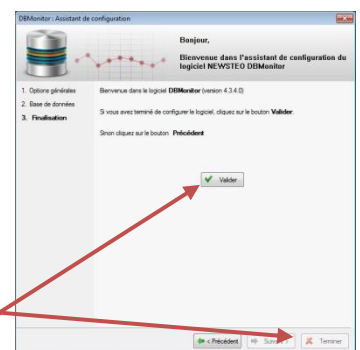 DBMonitor : Assistant de configuration
Bonjour,
Bienvenue dans l'assistant de configuration du
logiciel NEWSTEO DBMonitor
1. Options générales
2. Base de données
3. Finalisation
Bienvenue dans le logiciel DBMonitor (version 4.3.4.0)
Si vous avez terminé de configurer le logiciel, cliquez sur le bouton Valider.
Sinon cliquez sur le bouton Précédent
Valider
< Précédent
Terminer